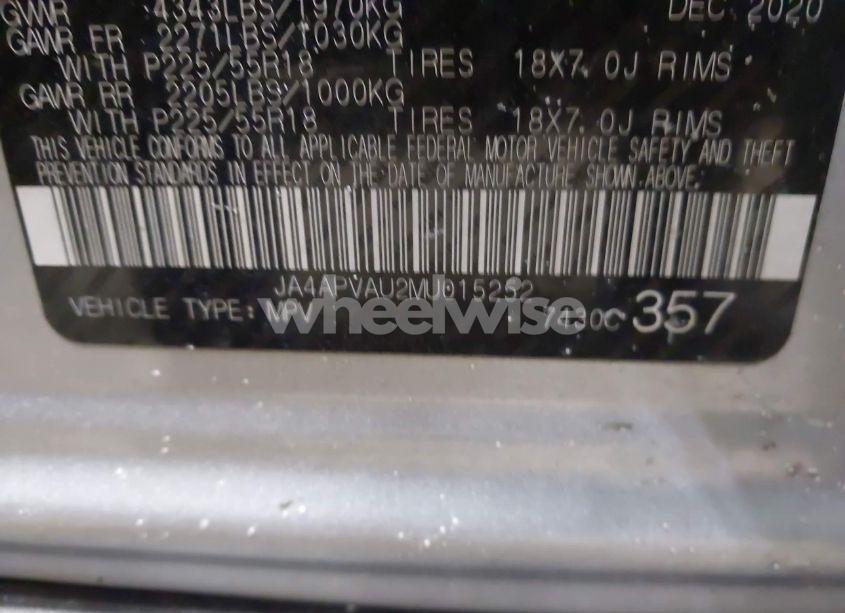 GVWR 4343LBS/1970KG DEC 2020
GAWR FR 2271LBS/1030KG
WITH P225/55R18 TIRES 18X7.0J RIMS
GAWR RR 2205LBS/1000KG
WITH P225/55R18 TIRES 18X7.0J RIMS
THIS VEHICLE CONFORMS TO ALL APPLICABLE FEDERAL MOTOR VEHICLE SAFETY AND THEFT
PREVENTION STANDARDS IN EFFECT ON THE DATE OF MANUFACTURE SHOWN ABOVE.
JA4APVAU2MU015252
VEHICLE TYPE: MPV 357
wheelwise